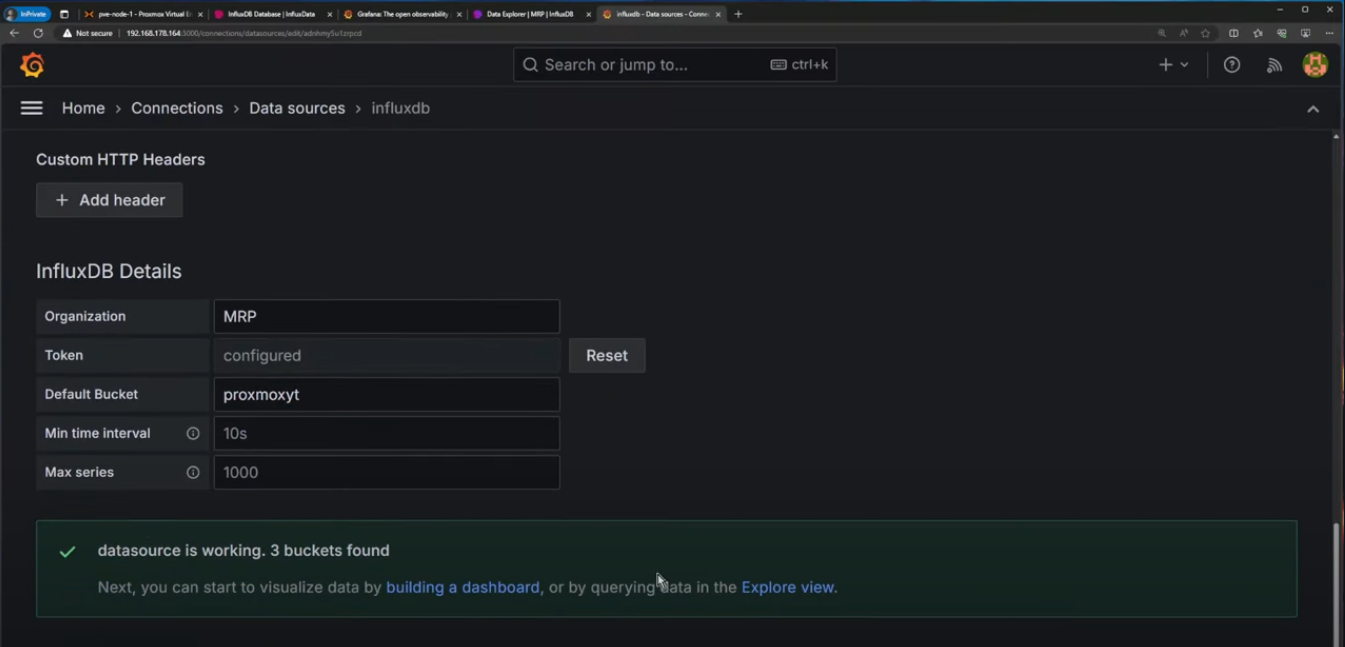 InPrivate
pve-node-1 - Proxmox Virtual E
InfluxDB Database | InfluxData
Grafana: The open observability
Data Explorer | MRP | InfluxDB
influxdb - Data sources - Conne
Not secure
192.168.178.164:3000/connections/datasources/edit/adnhmy5u1zrpcd
Search or jump to...
ctrl+k
Home › Connections › Data sources › influxdb
Custom HTTP Headers
+ Add header
InfluxDB Details
Organization MRP
Token configured Reset
Default Bucket proxmoxyt
Min time interval 10s
Max series 1000
datasource is working. 3 buckets found
Next, you can start to visualize data by building a dashboard, or by querying data in the Explore view.